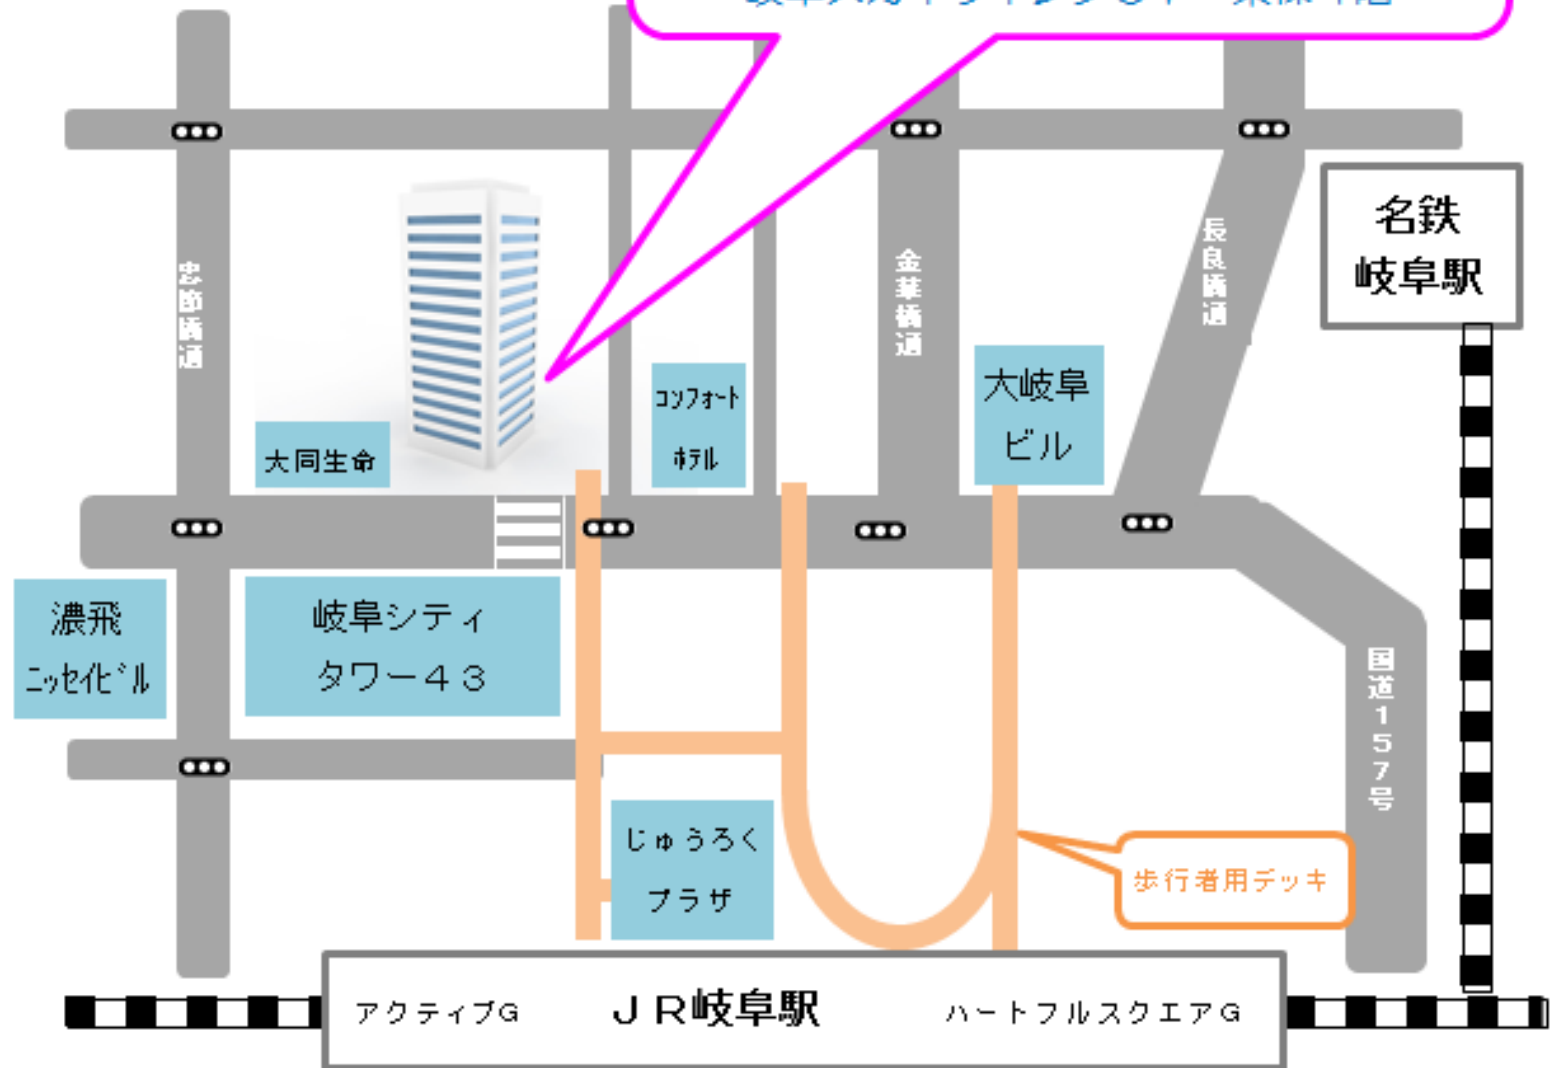 名鉄
岐阜駅
忠節橋通
金華橋通
長良橋通
コンフォート
ホテル
大岐阜
ビル
大同生命
濃飛
ニッセイビル
岐阜シティ
タワー43
国道157号
じゅうろく
プラザ
歩行者用デッキ
アクティブG
JR岐阜駅
ハートフルスクエアG